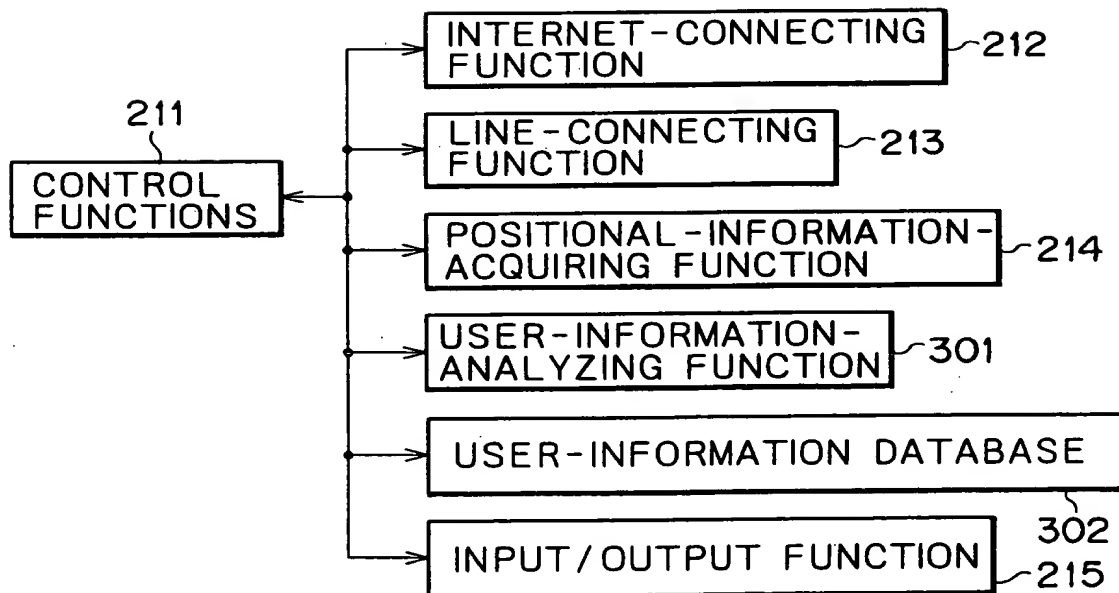 INTERNET-CONNECTING
FUNCTION
212
211
LINE-CONNECTING
FUNCTION
213
CONTROL
FUNCTIONS
POSITIONAL-INFORMATION-
ACQUIRING FUNCTION
214
USER-INFORMATION-
ANALYZING FUNCTION
301
USER-INFORMATION DATABASE
302
INPUT/OUTPUT FUNCTION
215